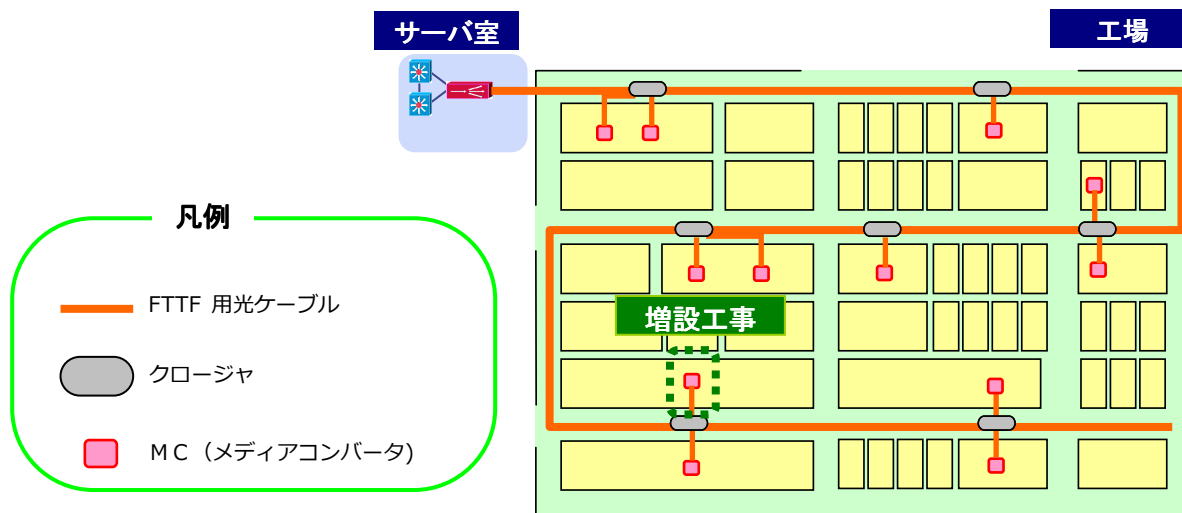 サーバ室
工場
凡例
FTTF 用光ケーブル
クロージャ
ＭＣ（メディアコンバータ)
増設工事